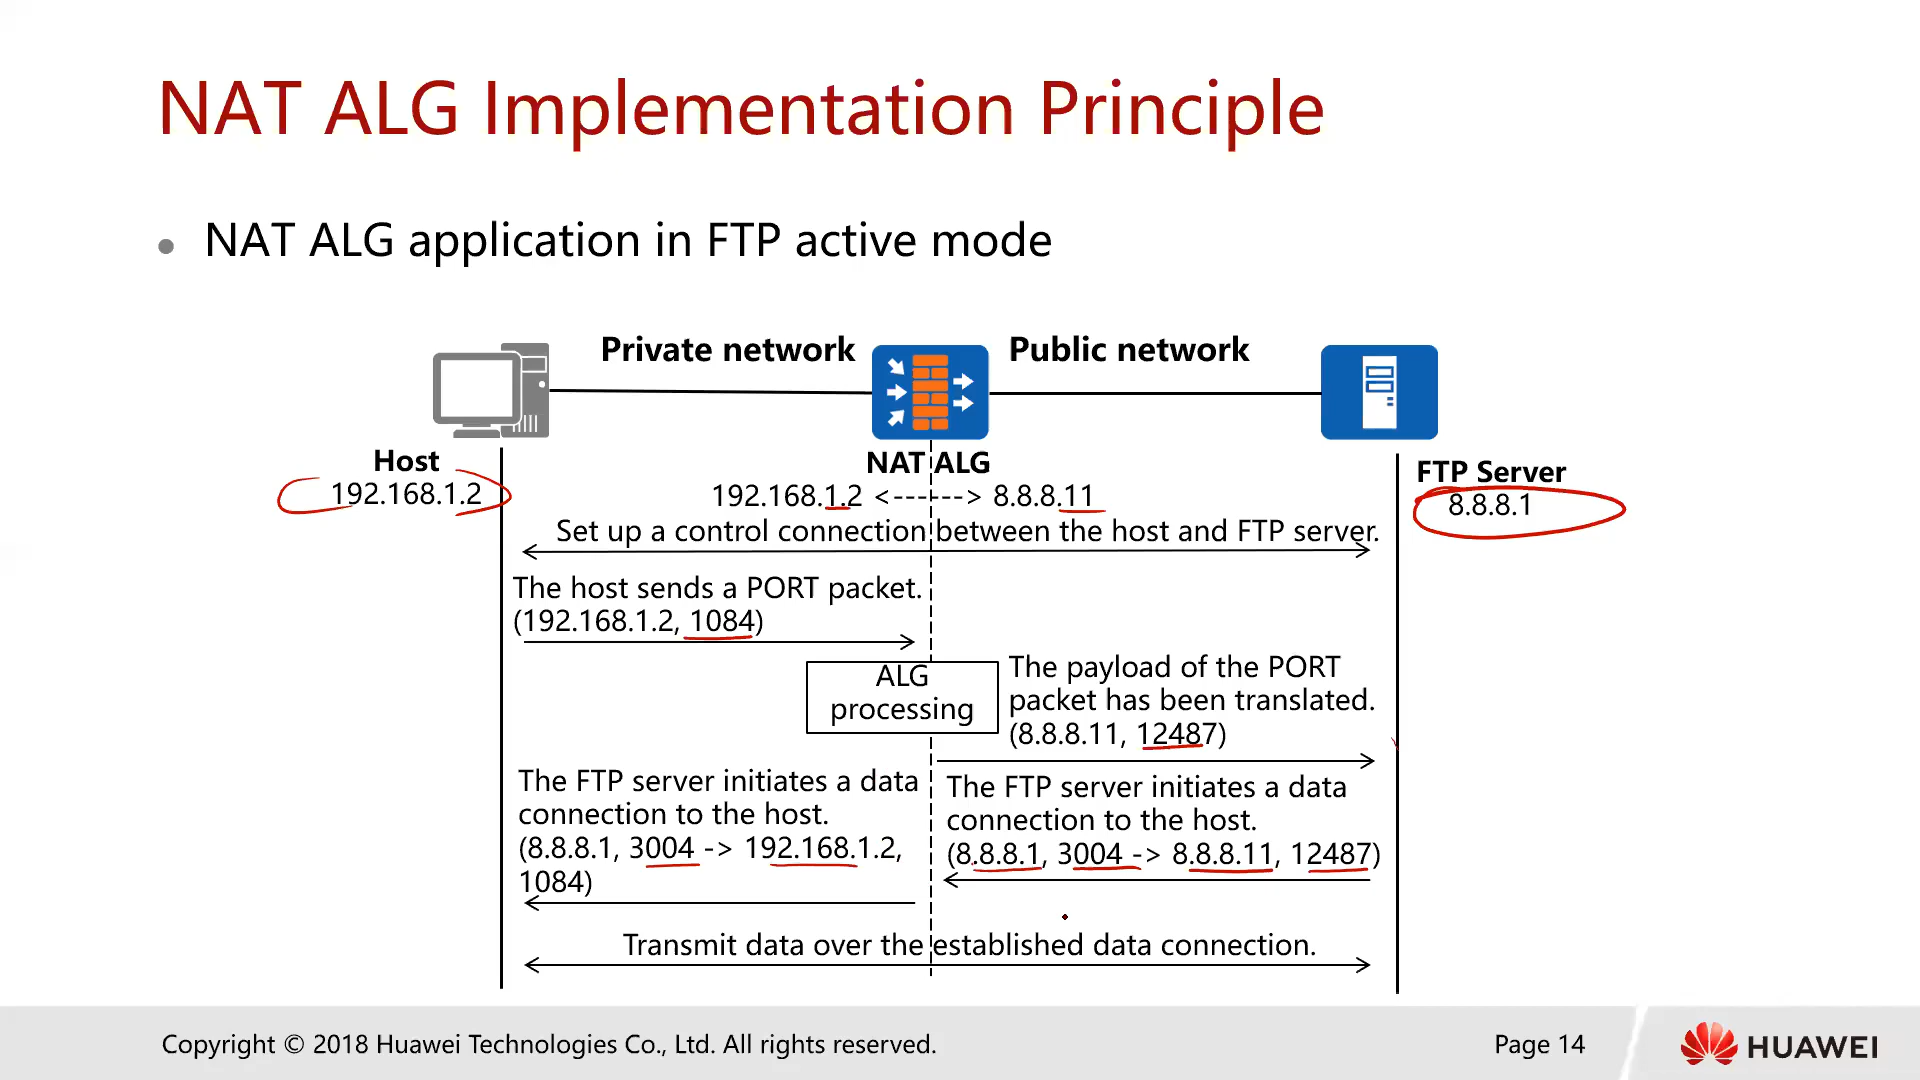 NAT ALG Implementation Principle
NAT ALG application in FTP active mode
Private network
Public network
Host
192.168.1.2
NAT ALG
192.168.1.2 <------> 8.8.8.11
FTP Server
8.8.8.1
Set up a control connection between the host and FTP server.
The host sends a PORT packet.
(192.168.1.2, 1084)
ALG
processing
The payload of the PORT
packet has been translated.
(8.8.8.11, 12487)
The FTP server initiates a data
connection to the host.
(8.8.8.1, 3004 -> 192.168.1.2,
1084)
The FTP server initiates a data
connection to the host.
(8.8.8.1, 3004 -> 8.8.8.11, 12487)
Transmit data over the established data connection.
Copyright © 2018 Huawei Technologies Co., Ltd. All rights reserved.
Page 14
HUAWEI